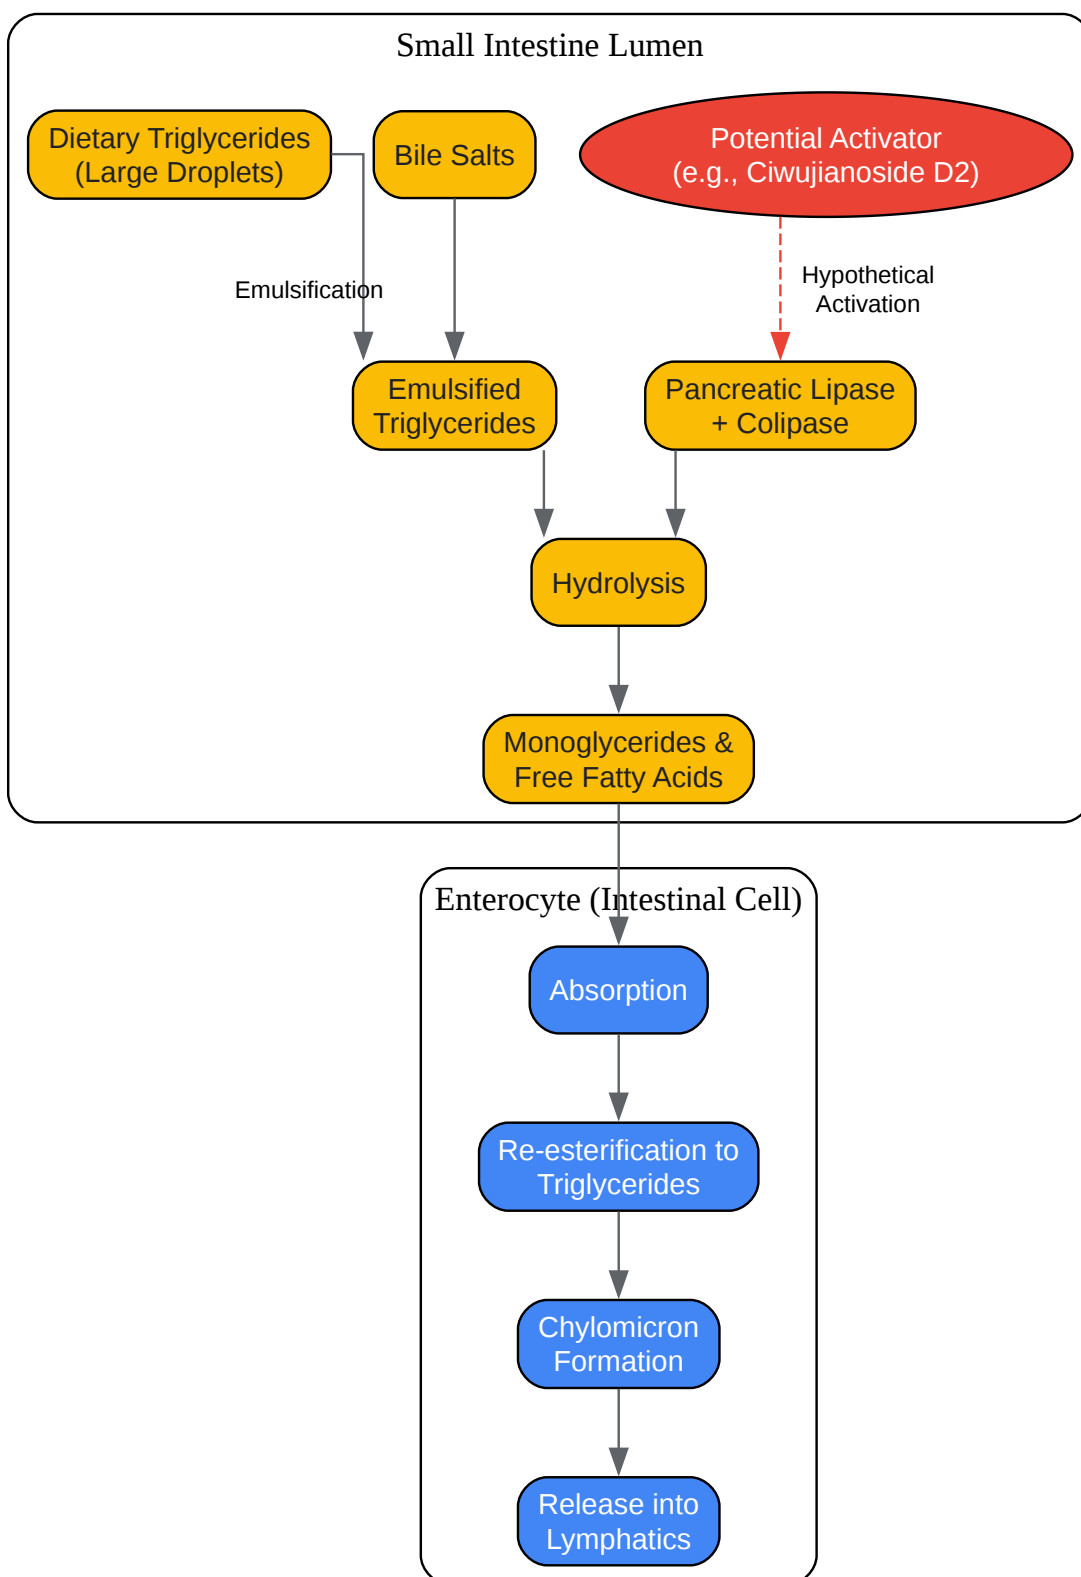 Small Intestine Lumen
Dietary Triglycerides
(Large Droplets)
Bile Salts
Potential Activator
(e.g., Ciwujianoside D2)
Emulsification
Hypothetical
Activation
Emulsified
Triglycerides
Pancreatic Lipase
+ Colipase
Hydrolysis
Monoglycerides &
Free Fatty Acids
Enterocyte (Intestinal Cell)
Absorption
Re-esterification to
Triglycerides
Chylomicron
Formation
Release into
Lymphatics